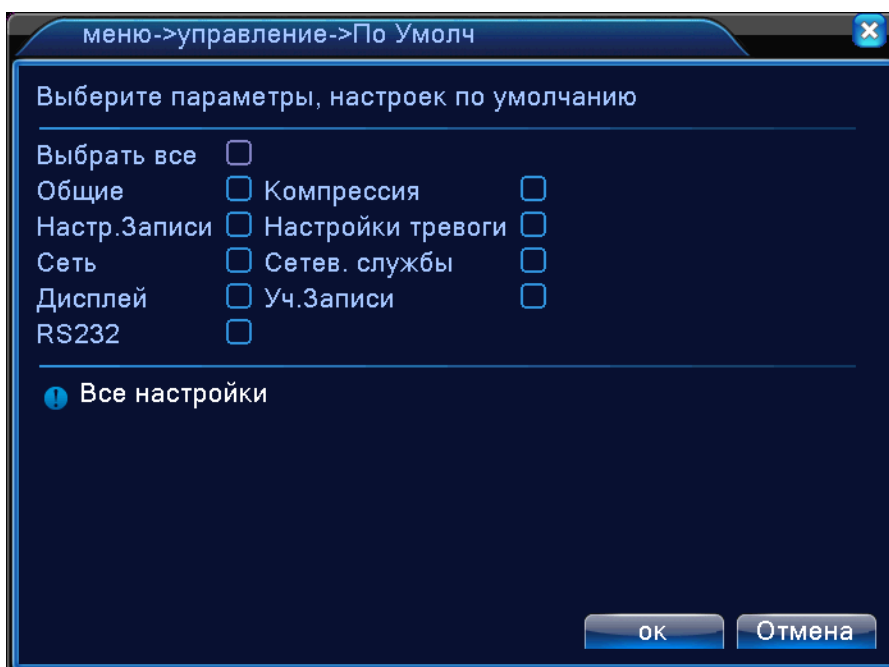 меню->управление->По Умолч
Выберите параметры, настроек по умолчанию
Выбрать все
Общие Компрессия
Настр.Записи Настройки тревоги
Сеть Сетев. службы
Дисплей Уч.Записи
RS232
Все настройки
ок Отмена